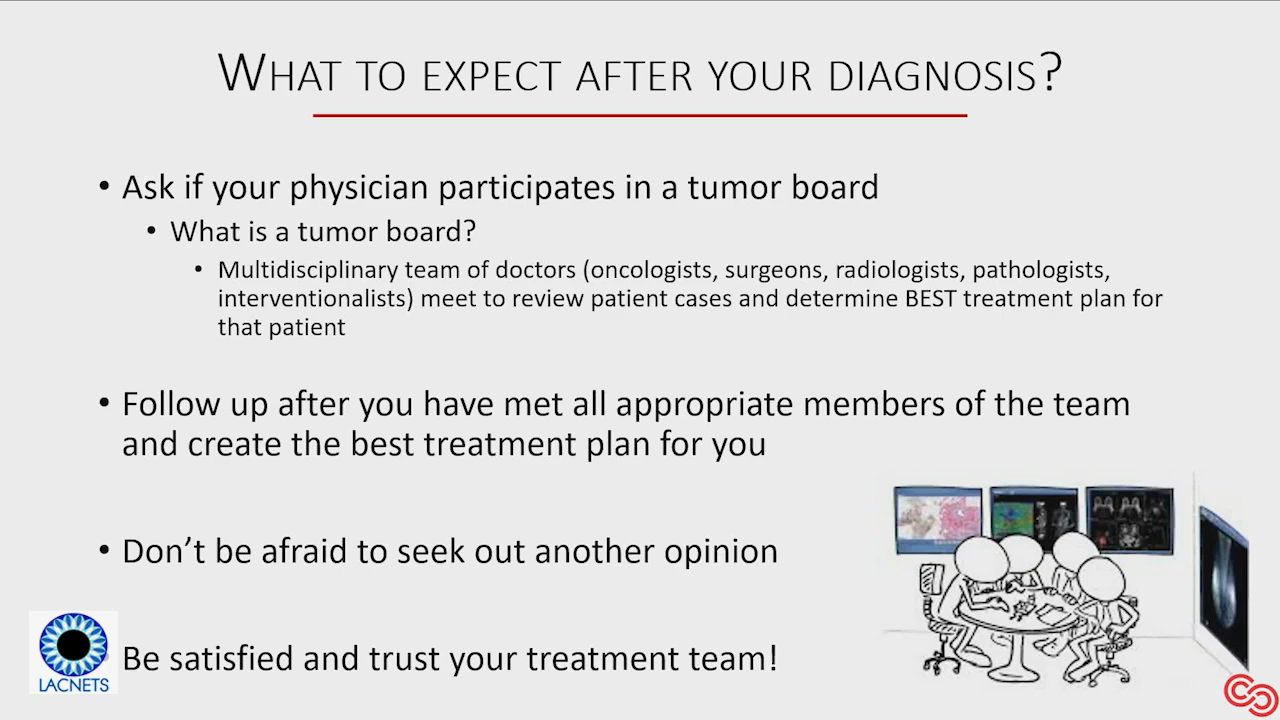 WHAT TO EXPECT AFTER YOUR DIAGNOSIS?
• Ask if your physician participates in a tumor board
• What is a tumor board?
• Multidisciplinary team of doctors (oncologists, surgeons, radiologists, pathologists,
interventionalists) meet to review patient cases and determine BEST treatment plan for
that patient
• Follow up after you have met all appropriate members of the team
and create the best treatment plan for you
• Don’t be afraid to seek out another opinion
Be satisfied and trust your treatment team!
LACNETS